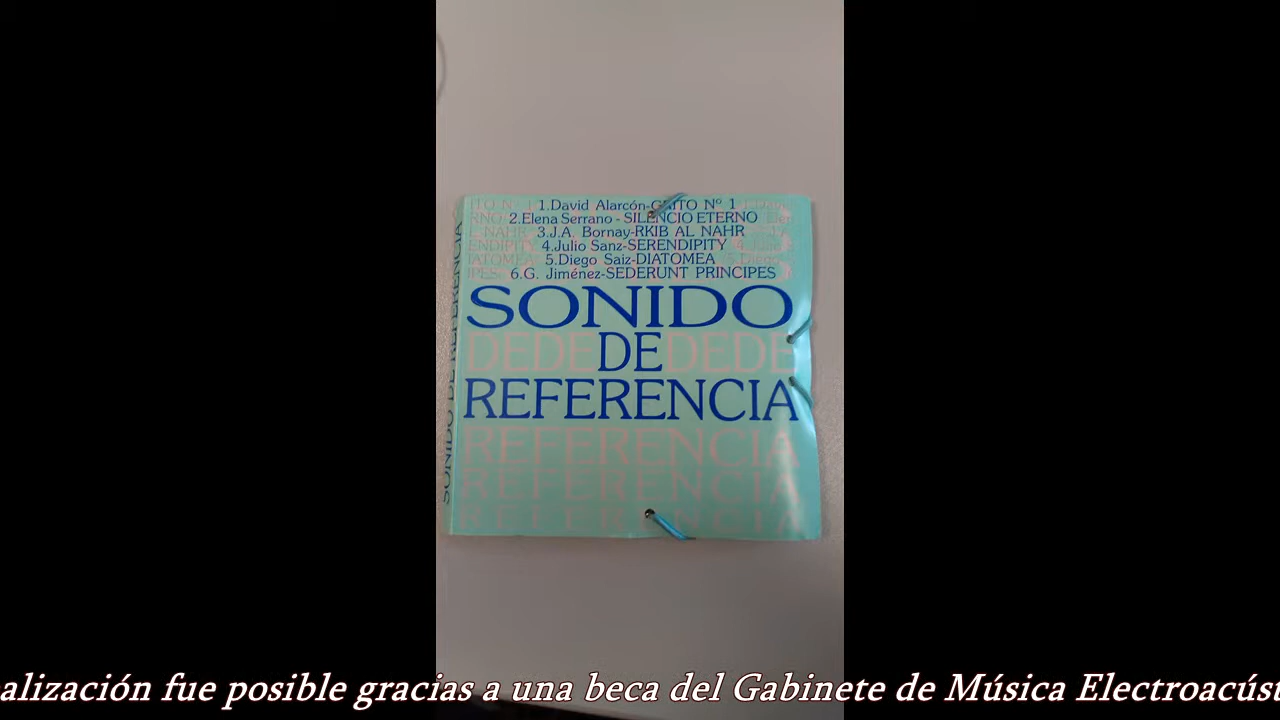 1.David Alarcón-GRITO Nº 1
2.Elena Serrano - SILENCIO ETERNO
3.J.A. Bornay-RKIB AL NAHR
4.Julio Sanz-SERENDIPITY
5.Diego Saiz-DIATOMEA
6.G. Jiménez-SEDERUNT PRINCIPES
SONIDO
DEDE DE DEDE
REFERENCIA
REFERENCIA
REFERENCIA
REFERENCIA
SONIDO DE REFERENCIA
alización fue posible gracias a una beca del Gabinete de Música Electroacúst